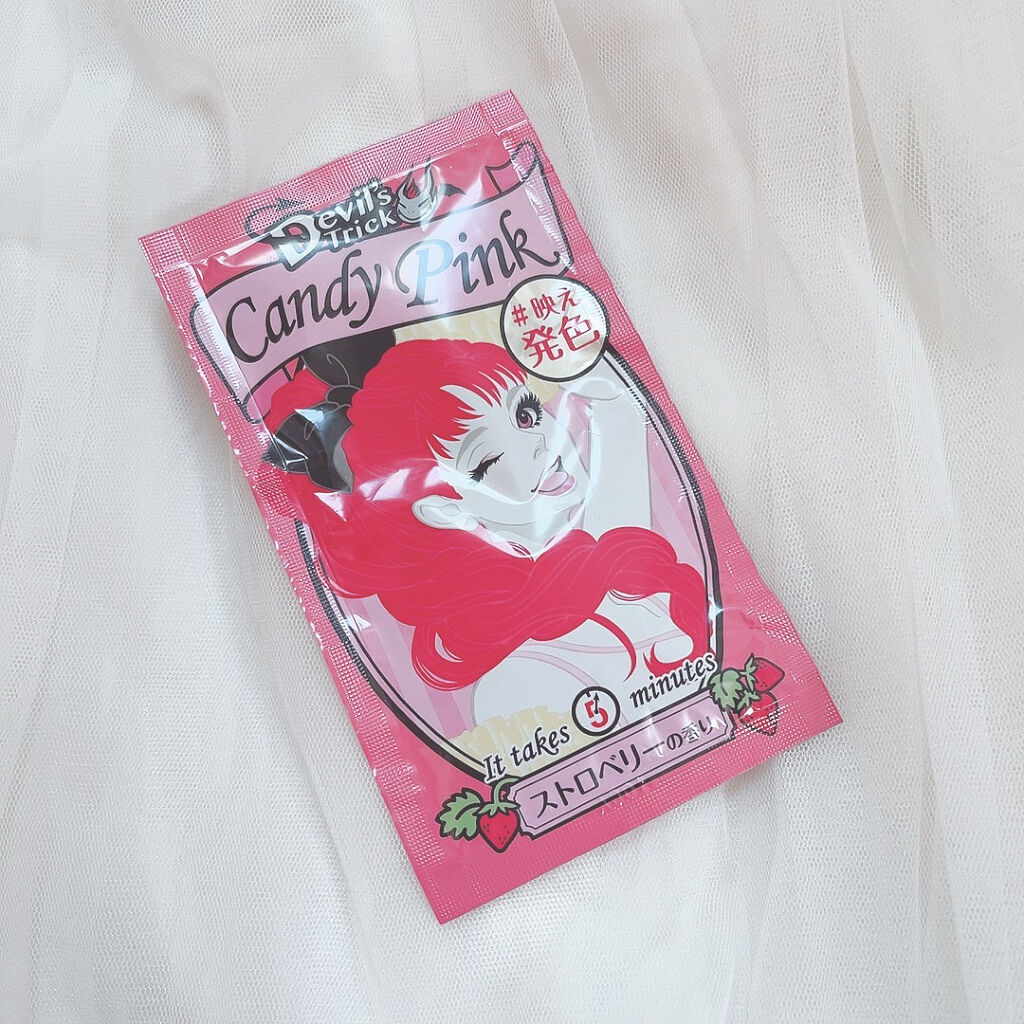 Devil's
Trick
Candy Pink
#映え
発色
It takes 5 minutes
ストロベリーの香り